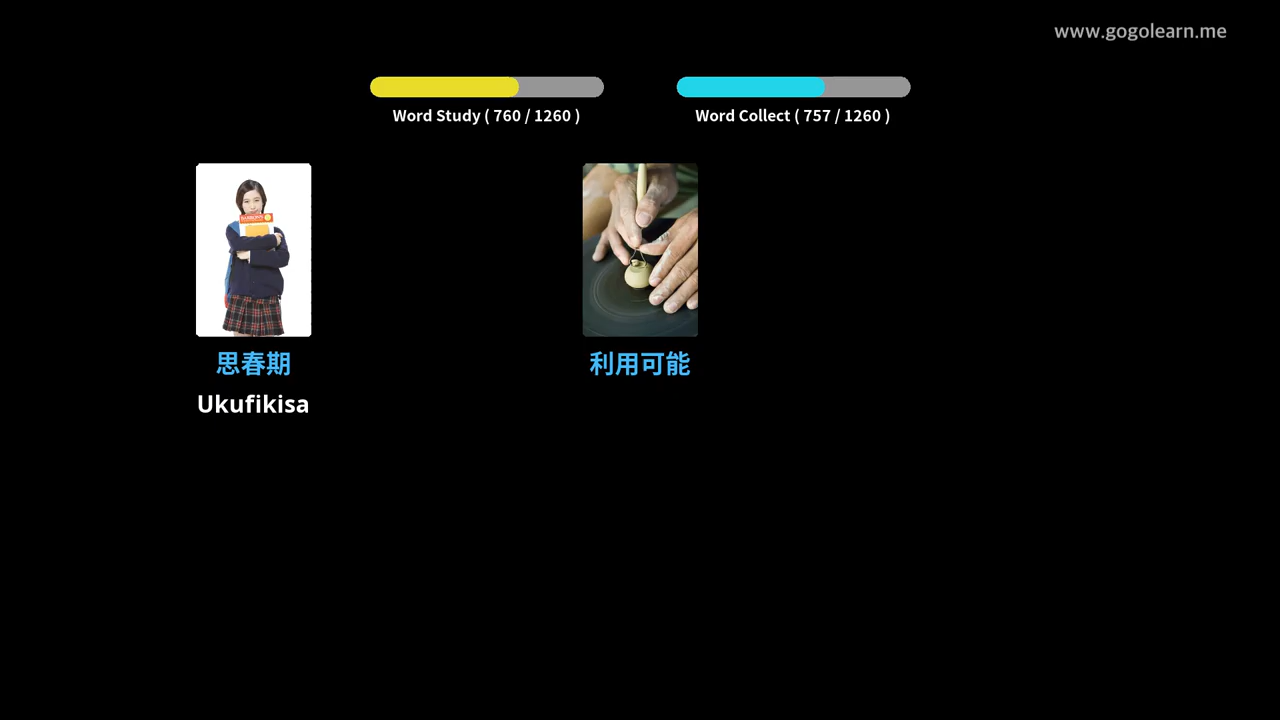 www.gogolearn.me
Word Study ( 760 / 1260 )
Word Collect ( 757 / 1260 )
思春期
利用可能
Ukufikisa